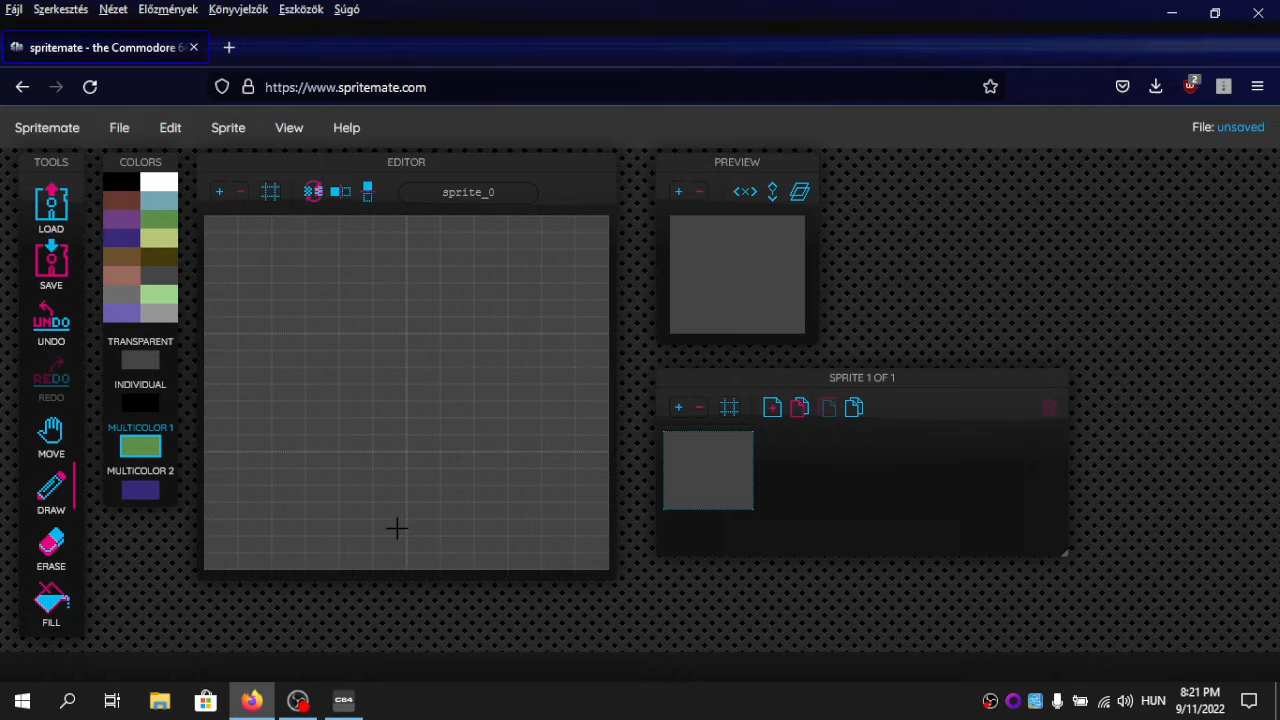 Fájl Szerkesztés Nézet Előzmények Könyvjelzők Eszközök Súgó
spritemate - the Commodore 64
https://www.spritemate.com
2
Spritemate File Edit Sprite View Help File: unsaved
TOOLS COLORS EDITOR PREVIEW
sprite_0
LOAD
SAVE
UNDO
UNDO
REDO
REDO
MOVE
DRAW
ERASE
FILL
TRANSPARENT
INDIVIDUAL
MULTICOLOR 1
MULTICOLOR 2
SPRITE 1 OF 1
C64
HUN
8:21 PM
9/11/2022